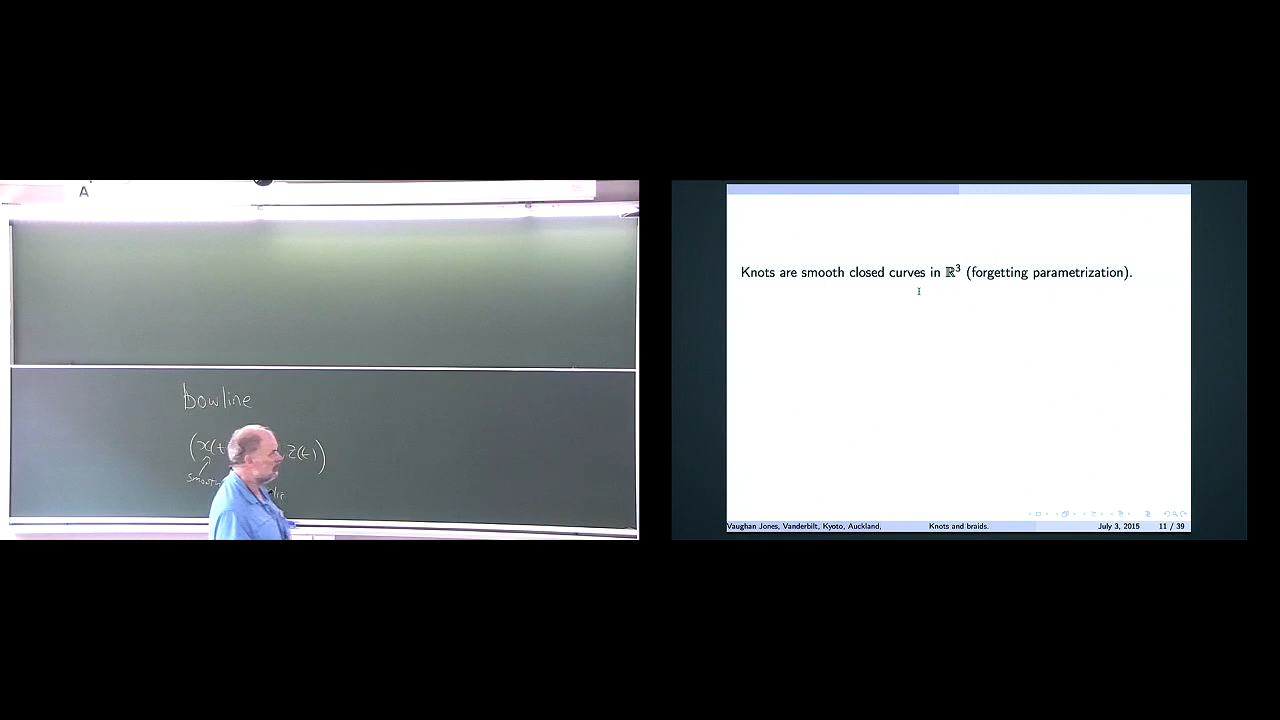 A
bowline
(x(t z(t))
smooth
Knots are smooth closed curves in ℝ³ (forgetting parametrization).
Vaughan Jones, Vanderbilt, Kyoto, Auckland, Knots and braids. July 3, 2015 11 / 39